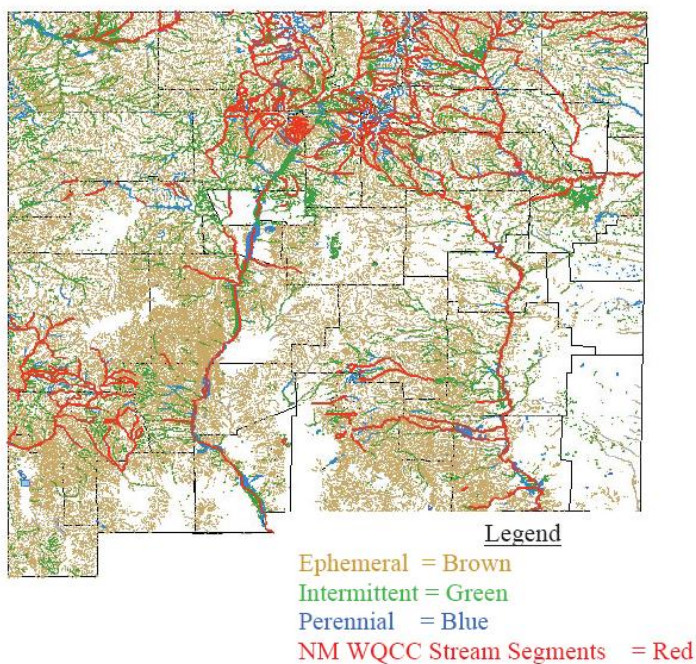 Legend
Ephemeral = Brown
Intermittent = Green
Perennial = Blue
NM WQCC Stream Segments = Red